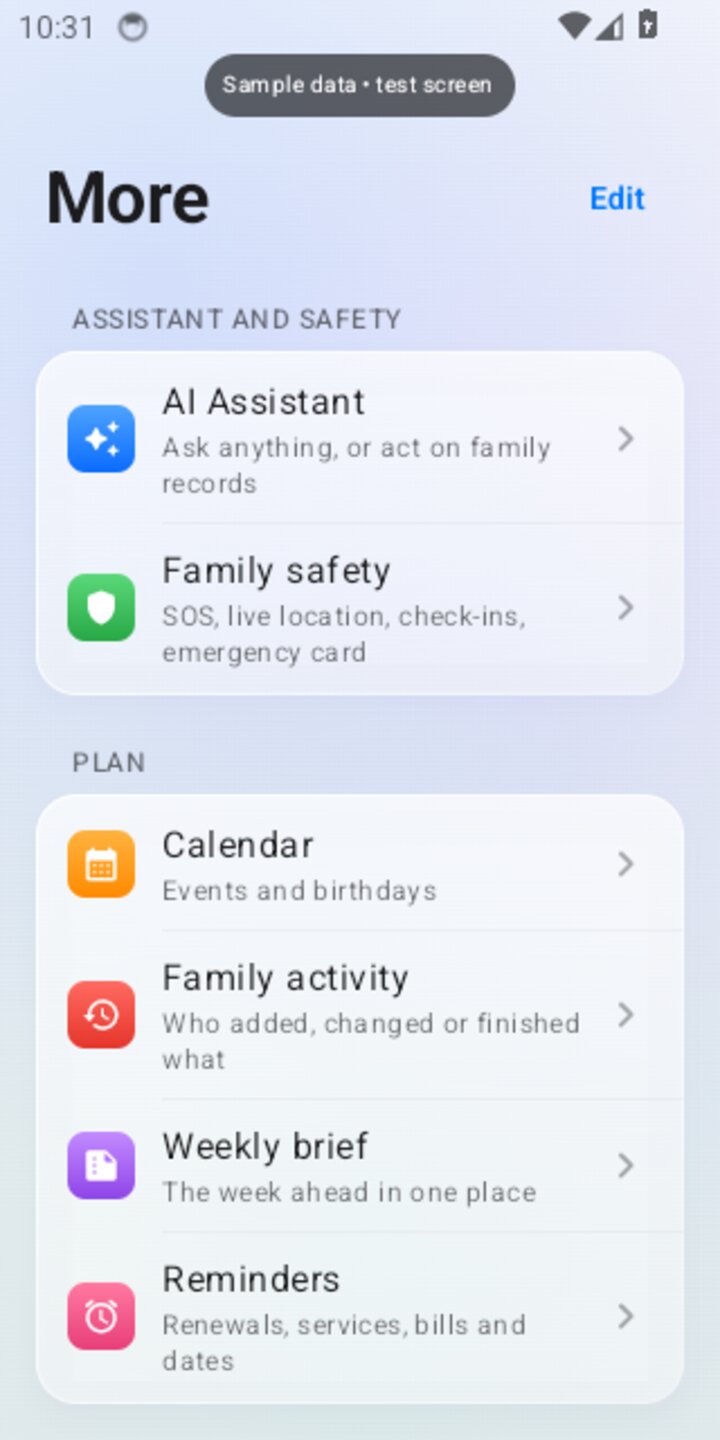 10:31
Sample data • test screen
More
Edit
ASSISTANT AND SAFETY
AI Assistant
Ask anything, or act on family
records
Family safety
SOS, live location, check-ins,
emergency card
PLAN
Calendar
Events and birthdays
Family activity
Who added, changed or finished
what
Weekly brief
The week ahead in one place
Reminders
Renewals, services, bills and
dates